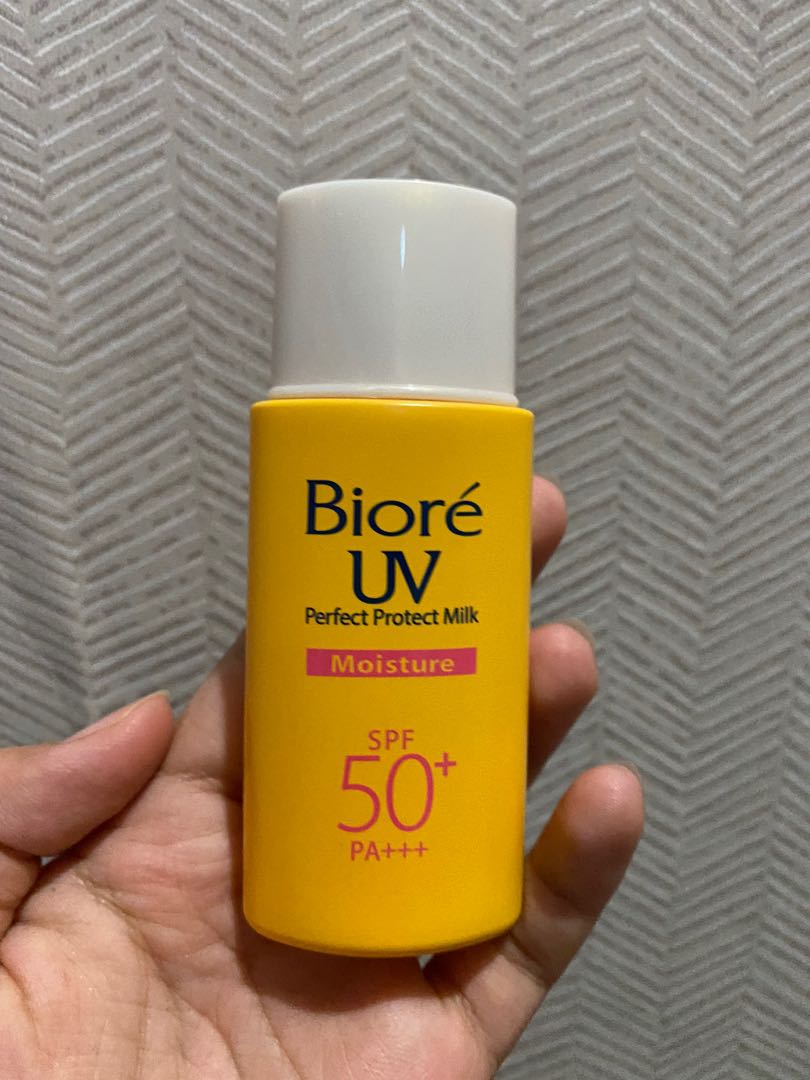 Bioré
UV
Perfect Protect Milk
Moisture
SPF
50+
PA+++